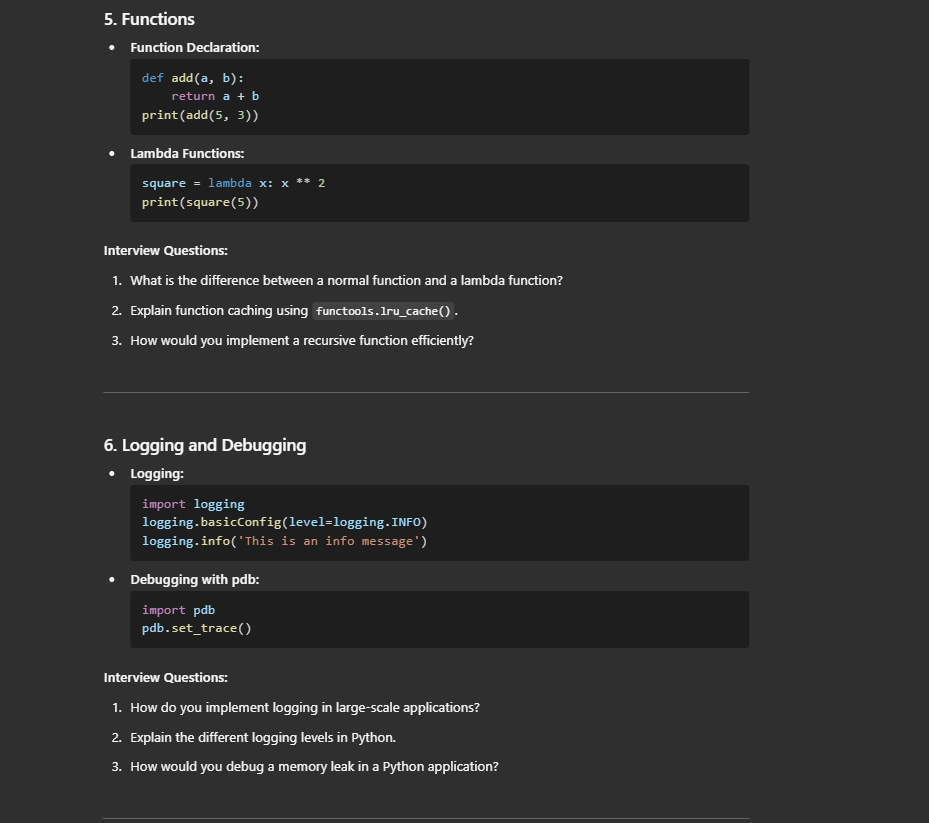 5. Functions
• Function Declaration:
def add(a, b):
    return a + b
print(add(5, 3))
• Lambda Functions:
square = lambda x: x ** 2
print(square(5))
Interview Questions:
1. What is the difference between a normal function and a lambda function?
2. Explain function caching using functools.lru_cache().
3. How would you implement a recursive function efficiently?
6. Logging and Debugging
• Logging:
import logging
logging.basicConfig(level=logging.INFO)
logging.info('This is an info message')
• Debugging with pdb:
import pdb
pdb.set_trace()
Interview Questions:
1. How do you implement logging in large-scale applications?
2. Explain the different logging levels in Python.
3. How would you debug a memory leak in a Python application?